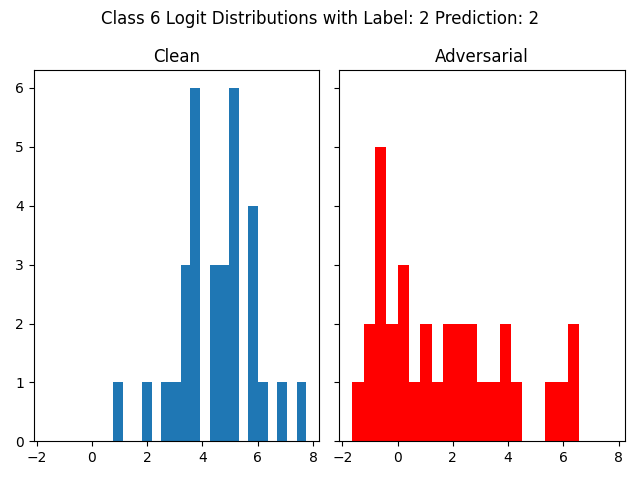 Class 6 Logit Distributions with Label: 2 Prediction: 2
Clean
Adversarial
6
5
4
3
2
1
0
−2 0 2 4 6 8
−2 0 2 4 6 8